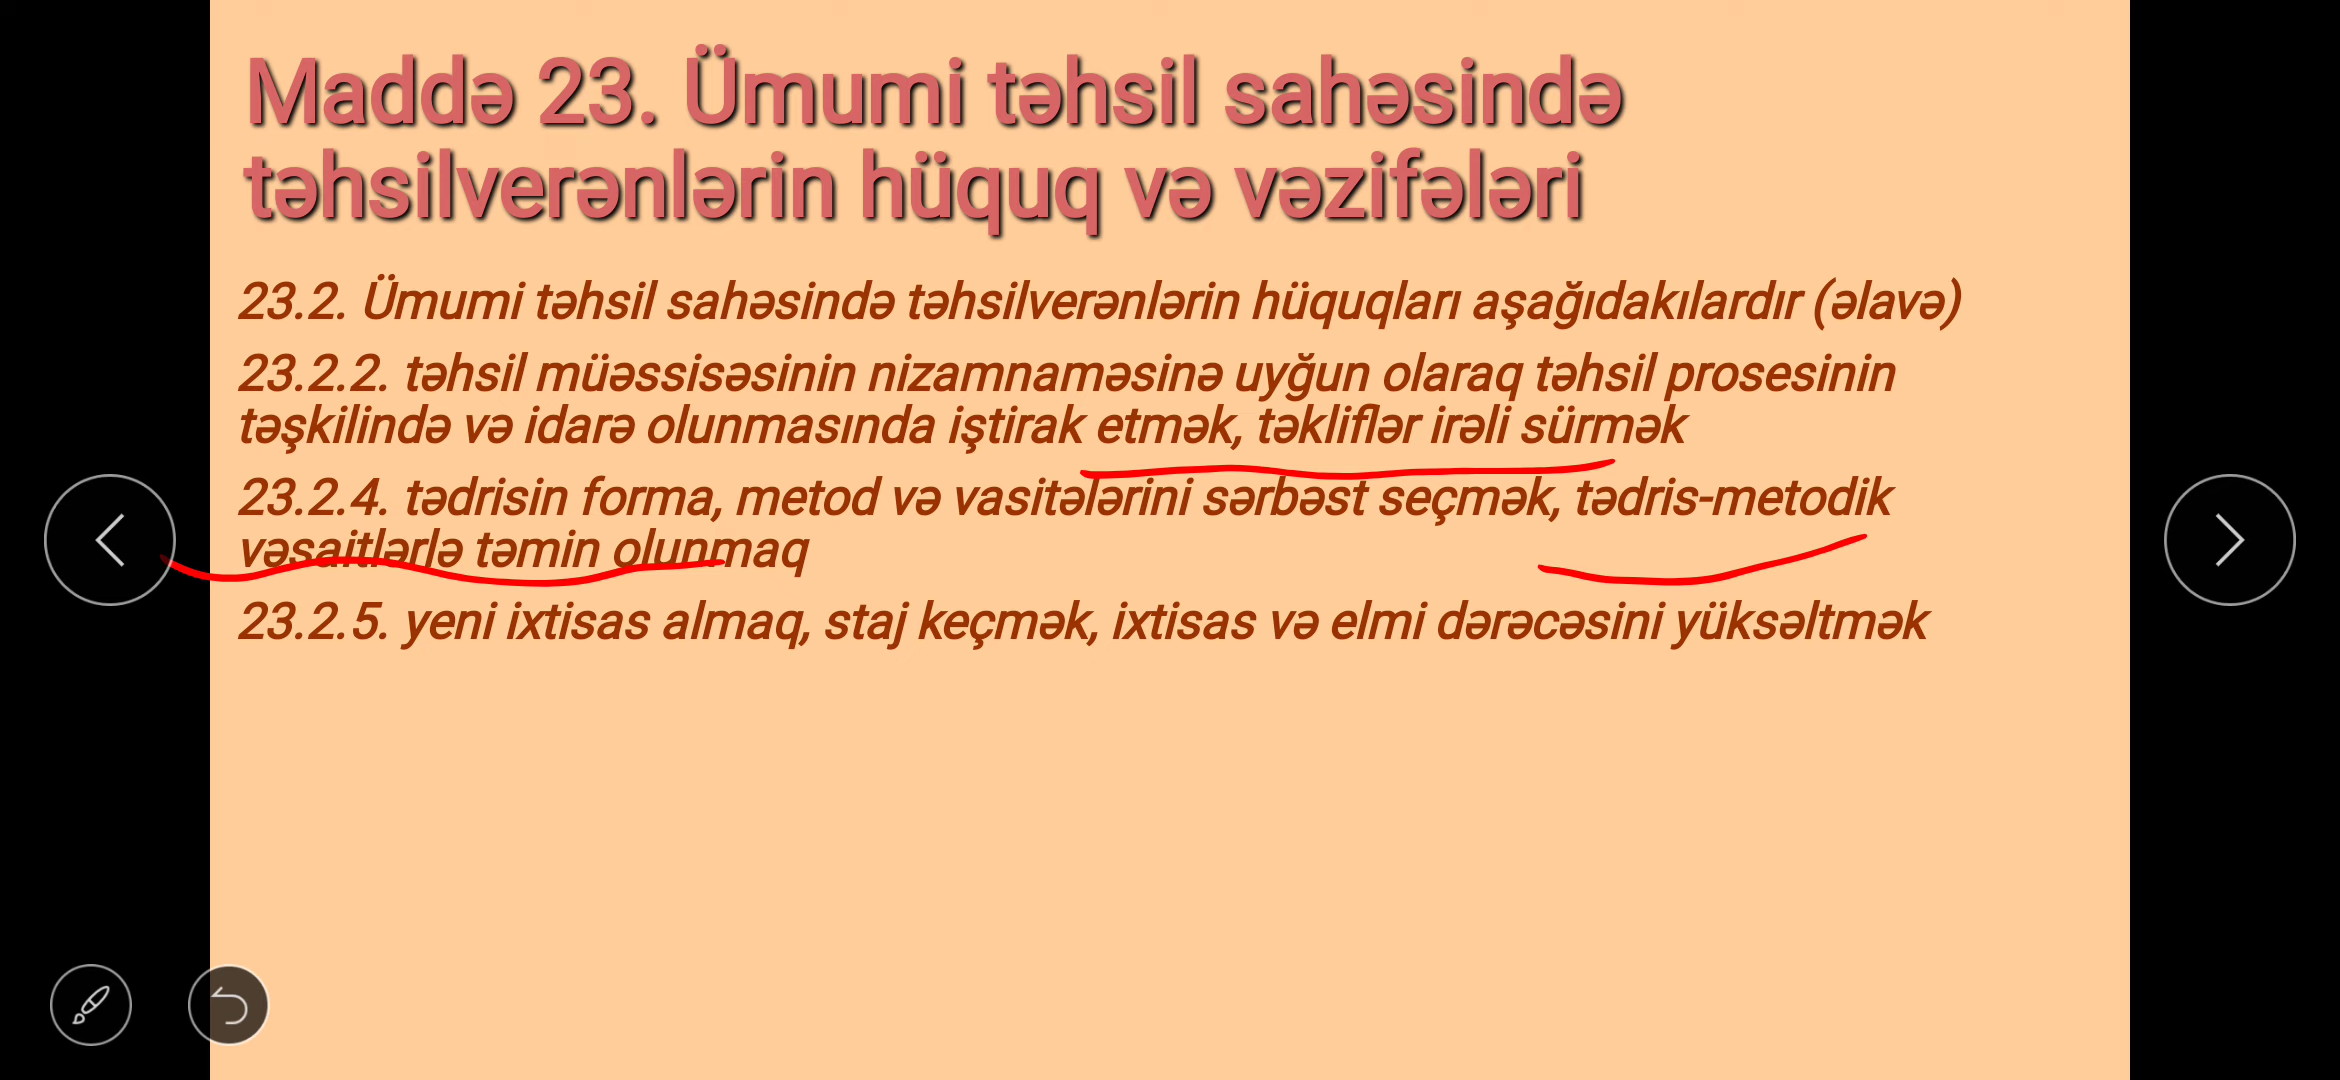 Maddə 23. Ümumi təhsil sahəsində
təhsilverənlərin hüquq və vəzifələri
23.2. Ümumi təhsil sahəsində təhsilverənlərin hüquqları aşağıdakılardır (əlavə)
23.2.2. təhsil müəssisəsinin nizamnaməsinə uyğun olaraq təhsil prosesinin
təşkilində və idarə olunmasında iştirak etmək, təkliflər irəli sürmək
23.2.4. tədrisin forma, metod və vasitələrini sərbəst seçmək, tədris-metodik
vəsaitlərlə təmin olunmaq
23.2.5. yeni ixtisas almaq, staj keçmək, ixtisas və elmi dərəcəsini yüksəltmək